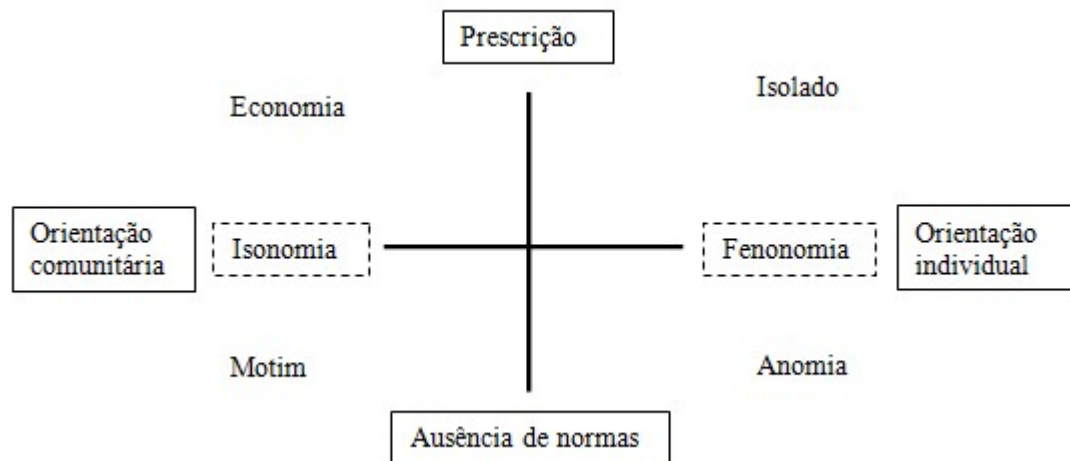 Prescrição
Economia
Isolado
Orientação
comunitária
Isonomia
Fenonomia
Orientação
individual
Motim
Anomia
Ausência de normas